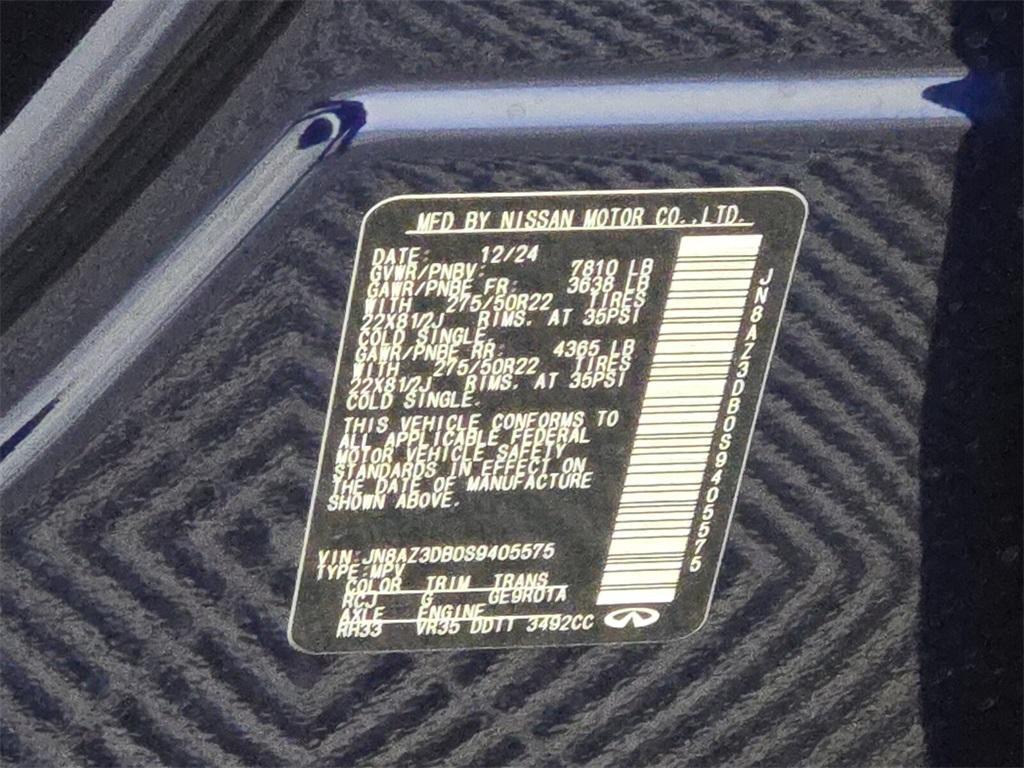 MFD BY NISSAN MOTOR CO.,LTD.
DATE: 12/24
GVWR/PNBV: 7810 LB
GAWR/PNBE FR: 3638 LB
WITH 275/50R22 TIRES
22X81/2J RIMS. AT 35PSI
COLD SINGLE.
GAWR/PNBE RR: 4365 LB
WITH 275/50R22 TIRES
22X81/2J RIMS. AT 35PSI
COLD SINGLE.
THIS VEHICLE CONFORMS TO
ALL APPLICABLE FEDERAL
MOTOR VEHICLE SAFETY
STANDARDS IN EFFECT ON
THE DATE OF MANUFACTURE
SHOWN ABOVE.
VIN:JN8AZ3DB0S9405575
TYPE:MPV
COLOR TRIM TRANS
RCJ G GE9R01A
AXLE ENGINE
RH33 VR35 DDTT 3492CC
JN8AZ3DB0S9405575